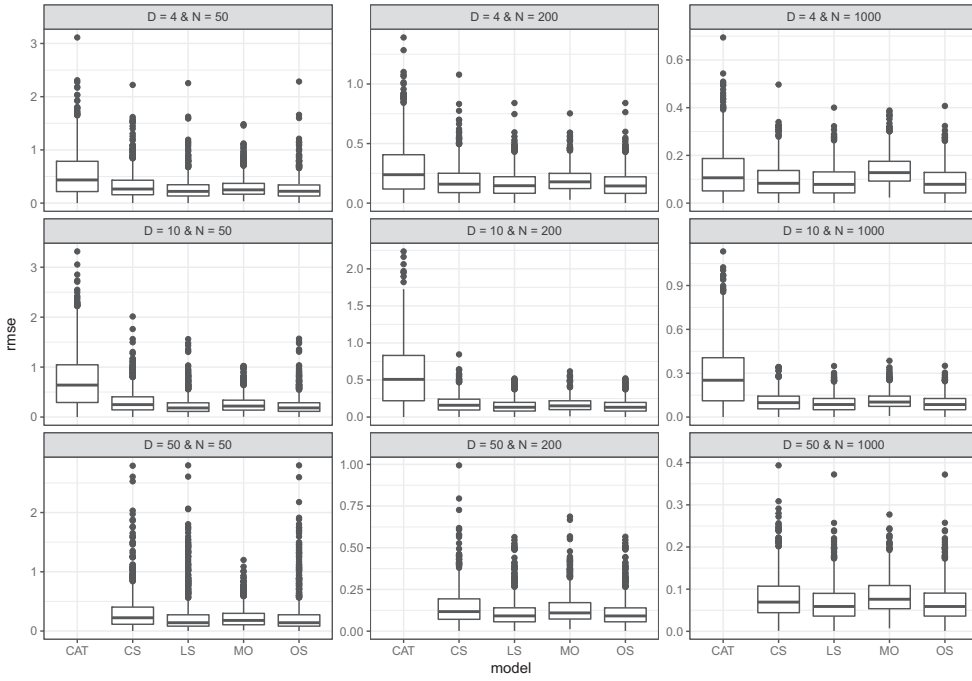 D = 4 & N = 50
D = 4 & N = 200
D = 4 & N = 1000
3
2
1
0
1.0
0.5
0.0
0.6
0.4
0.2
0.0
D = 10 & N = 50
D = 10 & N = 200
D = 10 & N = 1000
3
2
1
0
2.0
1.5
1.0
0.5
0.0
0.9
0.6
0.3
0.0
rmse
D = 50 & N = 50
D = 50 & N = 200
D = 50 & N = 1000
2
1
0
1.00
0.75
0.50
0.25
0.00
0.4
0.3
0.2
0.1
0.0
CAT CS LS MO OS
CAT CS LS MO OS
CAT CS LS MO OS
model